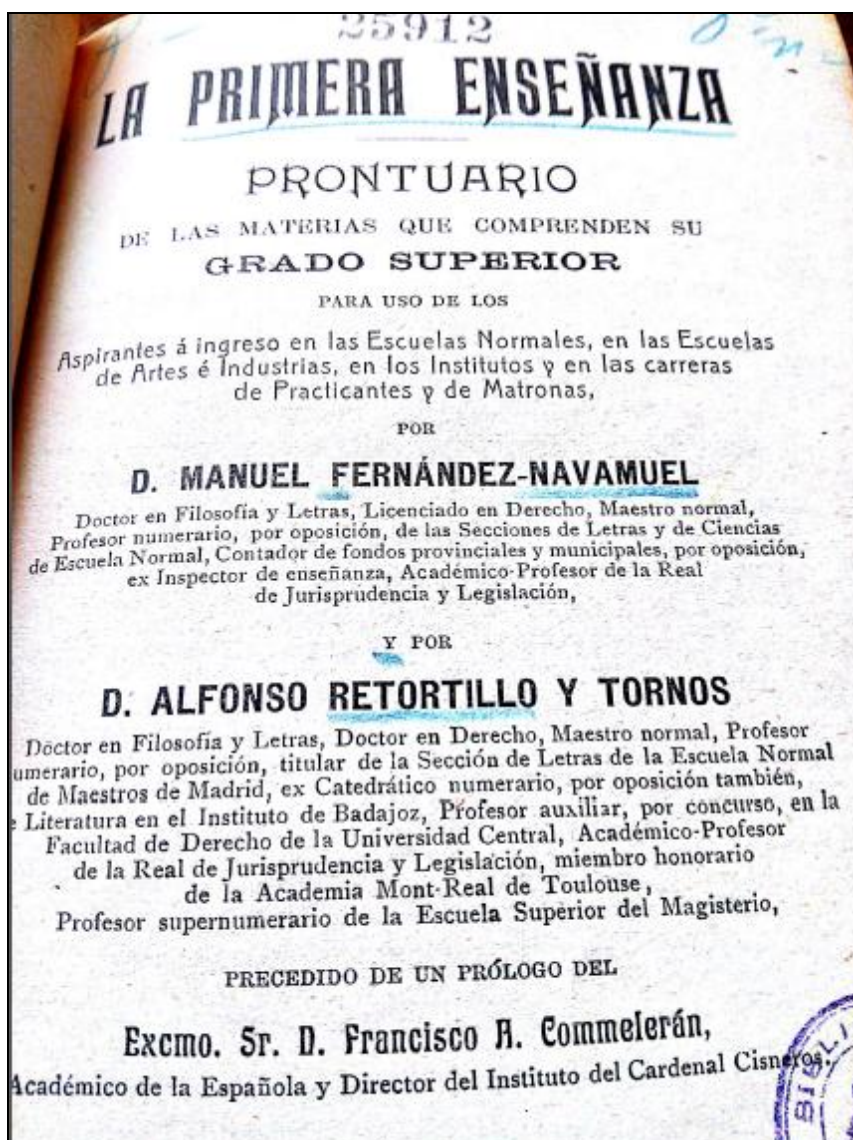 25912
LA PRIMERA ENSEÑANZA
PRONTUARIO
DE LAS MATERIAS QUE COMPRENDEN SU
GRADO SUPERIOR
PARA USO DE LOS
Aspirantes á ingreso en las Escuelas Normales, en las Escuelas
de Artes é Industrias, en los Institutos y en las carreras
de Practicantes y de Matronas,
POR
D. MANUEL FERNÁNDEZ-NAVAMUEL
Doctor en Filosofía y Letras, Licenciado en Derecho, Maestro normal,
Profesor numerario, por oposición, de las Secciones de Letras y de Ciencias
de Escuela Normal, Contador de fondos provinciales y municipales, por oposición,
ex Inspector de enseñanza, Académico-Profesor de la Real
de Jurisprudencia y Legislación,
Y POR
D. ALFONSO RETORTILLO Y TORNOS
Doctor en Filosofía y Letras, Doctor en Derecho, Maestro normal, Profesor
umerario, por oposición, titular de la Sección de Letras de la Escuela Normal
de Maestros de Madrid, ex Catedrático numerario, por oposición también,
e Literatura en el Instituto de Badajoz, Profesor auxiliar, por concurso, en la
Facultad de Derecho de la Universidad Central, Académico-Profesor
de la Real de Jurisprudencia y Legislación, miembro honorario
de la Academia Mont-Real de Toulouse,
Profesor supernumerario de la Escuela Superior del Magisterio,
PRECEDIDO DE UN PRÓLOGO DEL
Excmo. Sr. D. Francisco A. Commelerán,
Académico de la Española y Director del Instituto del Cardenal Cisneros.
BIBLI